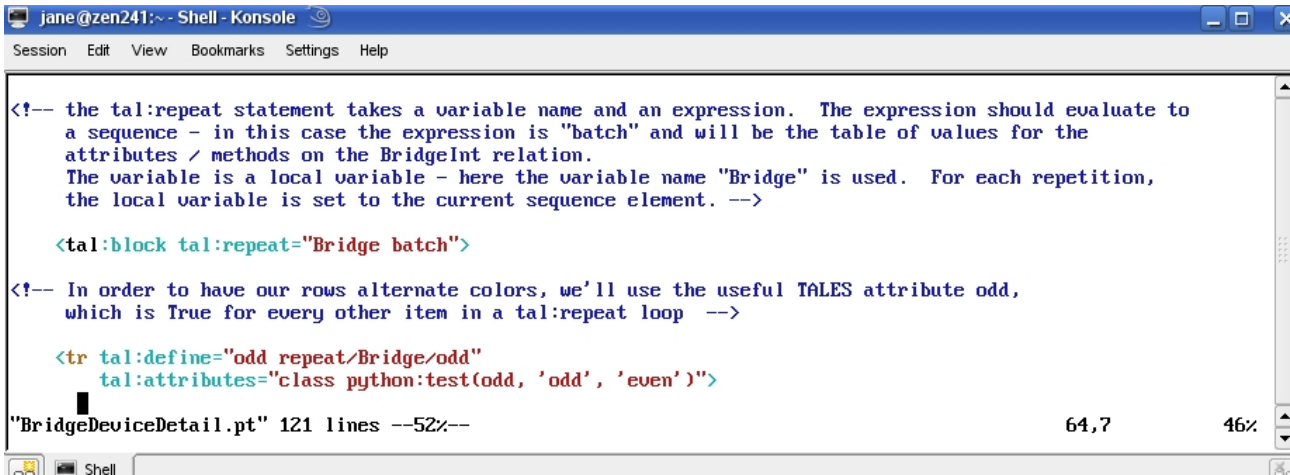 jane@zen241:~ - Shell - Konsole
Session Edit View Bookmarks Settings Help
<!-- the tal:repeat statement takes a variable name and an expression.  The expression should evaluate to
     a sequence - in this case the expression is "batch" and will be the table of values for the
     attributes / methods on the BridgeInt relation.
     The variable is a local variable - here the variable name "Bridge" is used.  For each repetition,
     the local variable is set to the current sequence element. -->
    <tal:block tal:repeat="Bridge batch">
<!-- In order to have our rows alternate colors, we'll use the useful TALES attribute odd,
     which is True for every other item in a tal:repeat loop  -->
    <tr tal:define="odd repeat/Bridge/odd"
        tal:attributes="class python:test(odd, 'odd', 'even')">
"BridgeDeviceDetail.pt" 121 lines --52%-- 64,7 46%
Shell